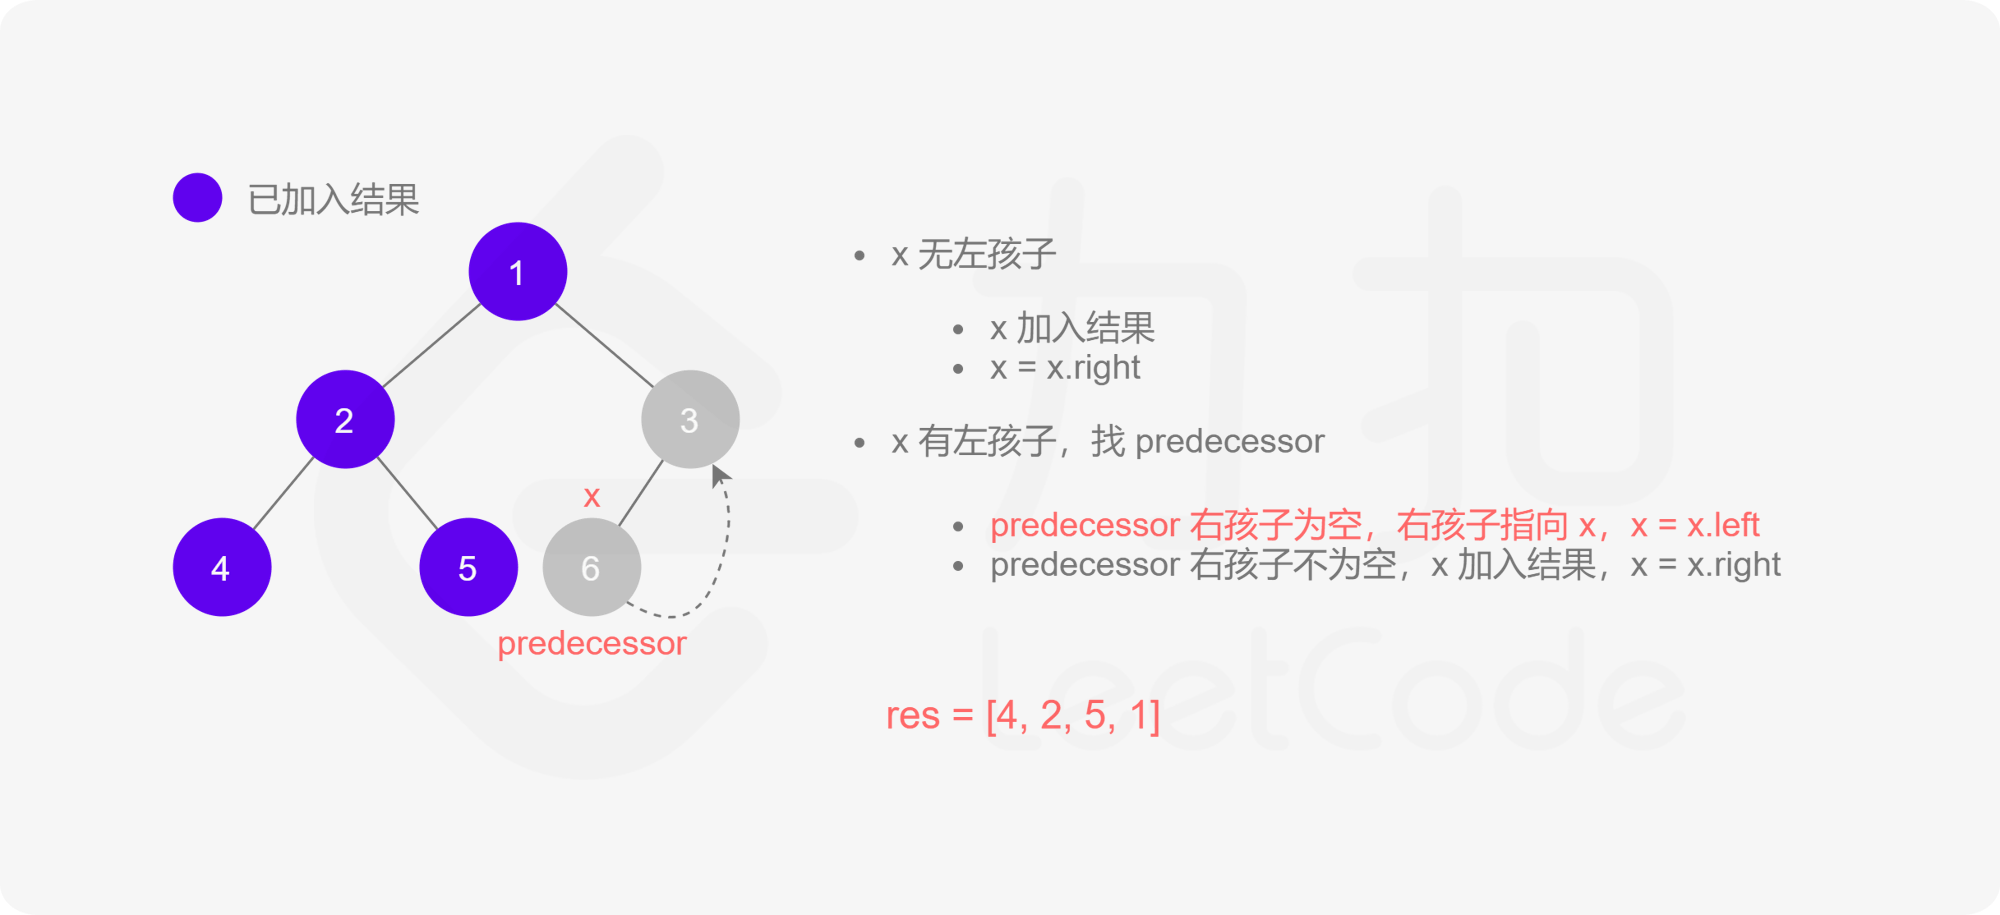 已加入结果
1
2
3
x
4
5
6
predecessor
x 无左孩子
x 加入结果
x = x.right
x 有左孩子，找 predecessor
predecessor 右孩子为空，右孩子指向 x，x = x.left
predecessor 右孩子不为空，x 加入结果，x = x.right
res = [4, 2, 5, 1]
力扣
LeetCode